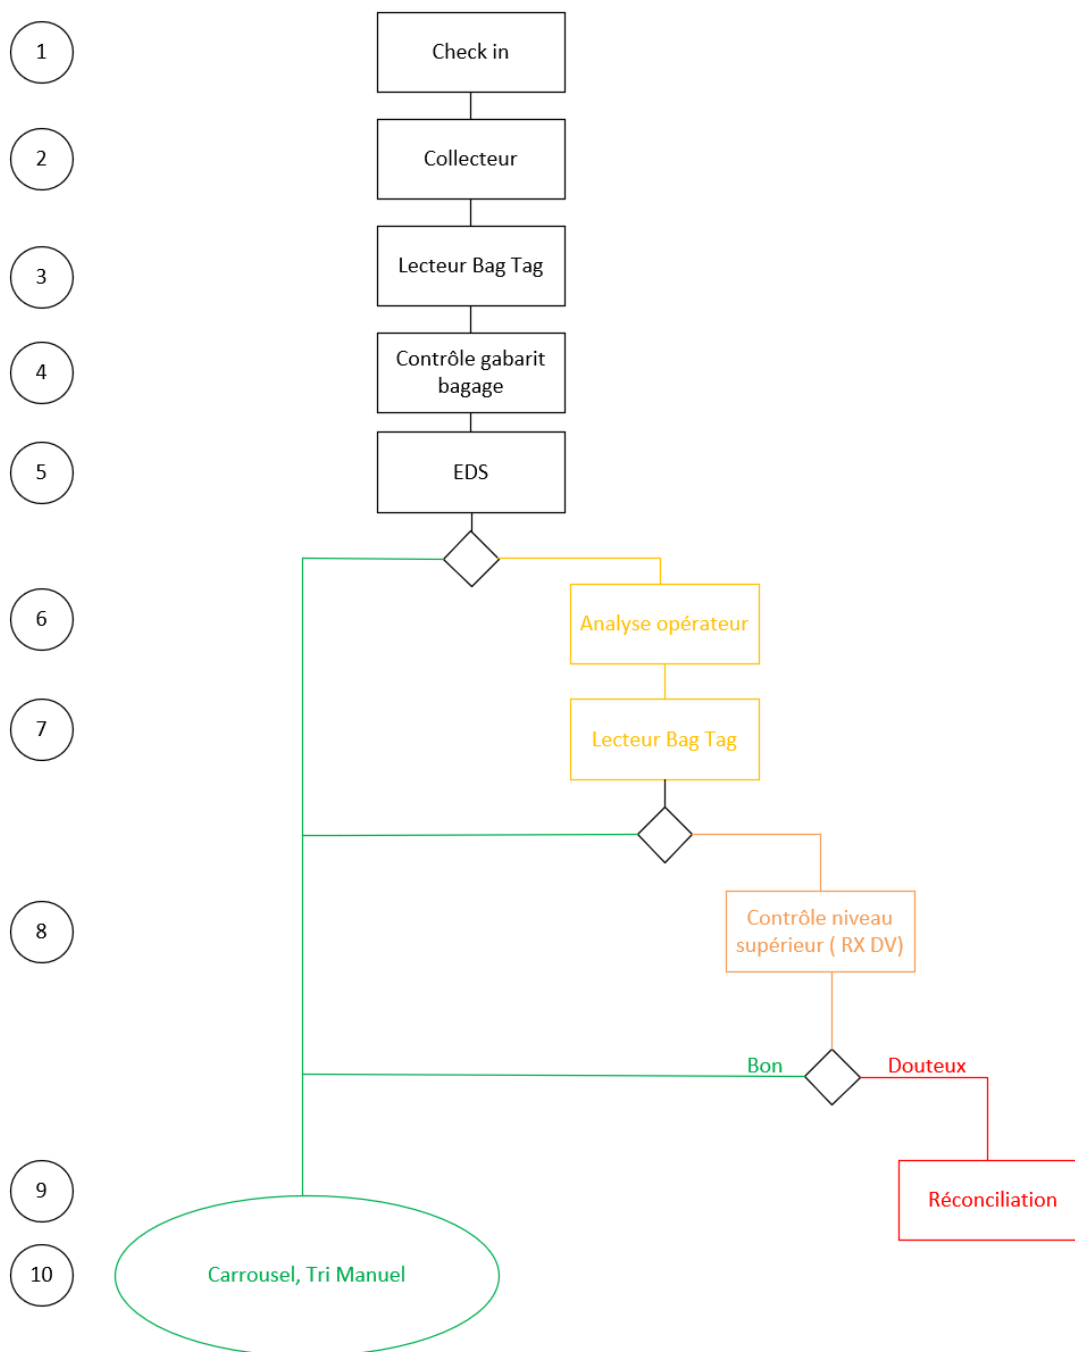 1
Check in
2
Collecteur
3
Lecteur Bag Tag
4
Contrôle gabarit
bagage
5
EDS
6
Analyse opérateur
7
Lecteur Bag Tag
8
Contrôle niveau
supérieur ( RX DV)
Bon
Douteux
9
Réconciliation
10
Carrousel, Tri Manuel